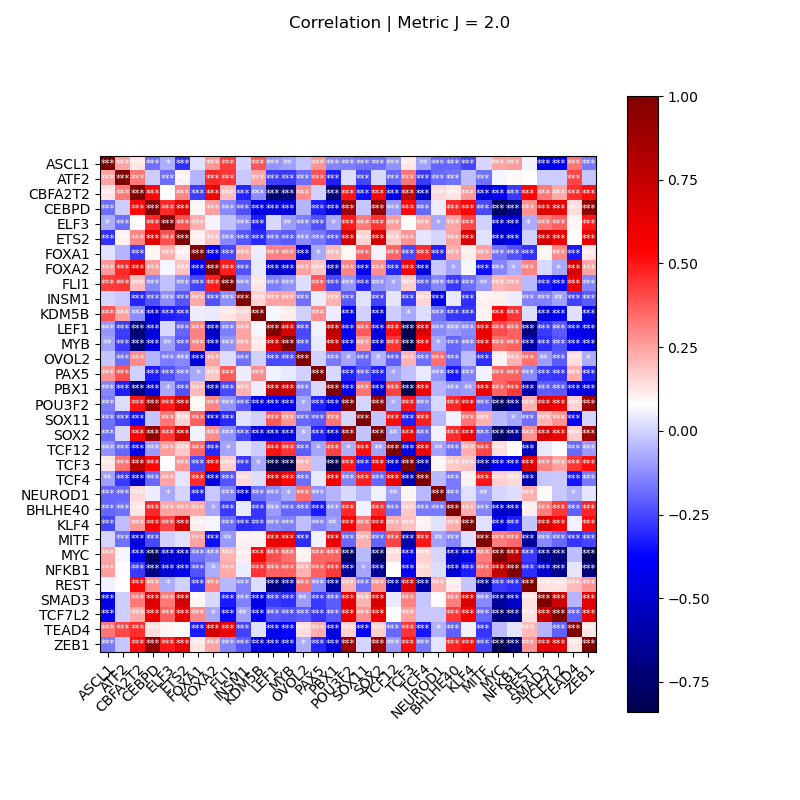 Correlation | Metric J = 2.0
ASCL1
ATF2
CBFA2T2
CEBPD
ELF3
ETS2
FOXA1
FOXA2
FLI1
INSM1
KDM5B
LEF1
MYB
OVOL2
PAX5
PBX1
POU3F2
SOX11
SOX2
TCF12
TCF3
TCF4
NEUROD1
BHLHE40
KLF4
MITF
MYC
NFKB1
REST
SMAD3
TCF7L2
TEAD4
ZEB1
ASCL1
ATF2
CBFA2T2
CEBPD
ELF3
ETS2
FOXA1
FOXA2
FLI1
INSM1
KDM5B
LEF1
MYB
OVOL2
PAX5
PBX1
POU3F2
SOX11
SOX2
TCF12
TCF3
TCF4
NEUROD1
BHLHE40
KLF4
MITF
MYC
NFKB1
REST
SMAD3
TCF7L2
TEAD4
ZEB1
1.00
0.75
0.50
0.25
0.00
−0.25
−0.50
−0.75